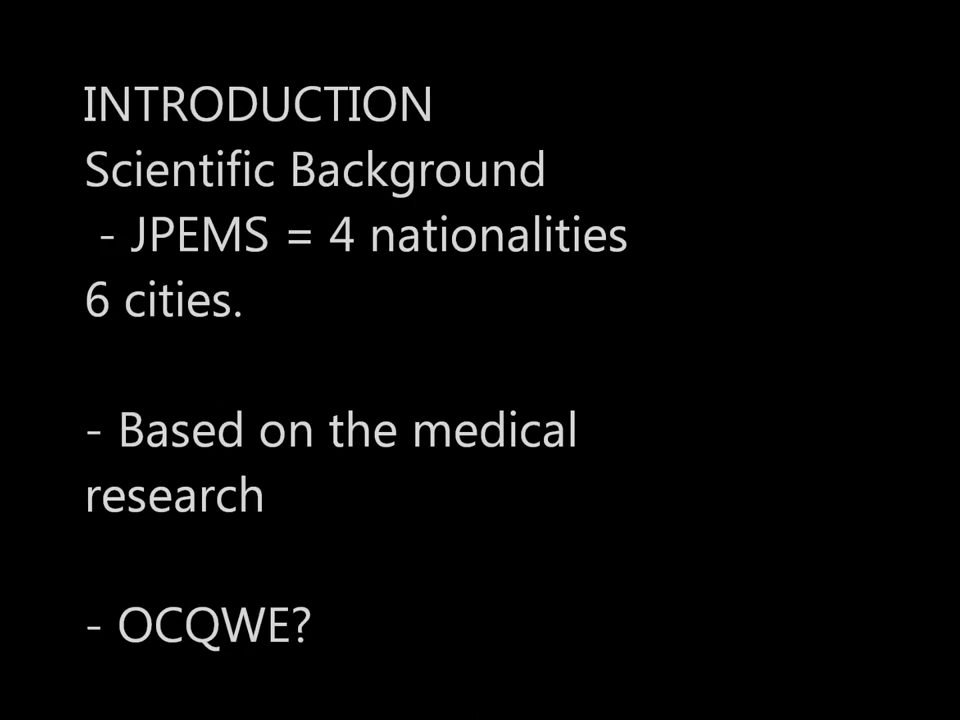 INTRODUCTION
Scientific Background
- JPEMS = 4 nationalities
6 cities.
- Based on the medical
research
- OCQWE?